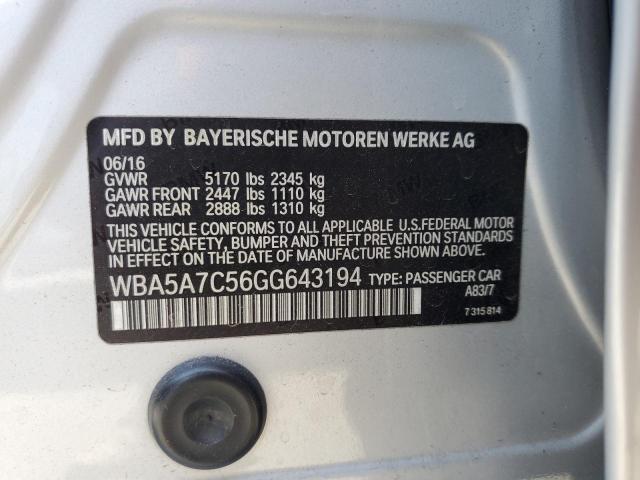 MFD BY BAYERISCHE MOTOREN WERKE AG
06/16
GVWR 5170 lbs 2345 kg
GAWR FRONT 2447 lbs 1110 kg
GAWR REAR 2888 lbs 1310 kg
THIS VEHICLE CONFORMS TO ALL APPLICABLE U.S.FEDERAL MOTOR
VEHICLE SAFETY, BUMPER AND THEFT PREVENTION STANDARDS
IN EFFECT ON THE DATE OF MANUFACTURE SHOWN ABOVE.
WBA5A7C56GG643194 TYPE: PASSENGER CAR
A83/7
7 315 814